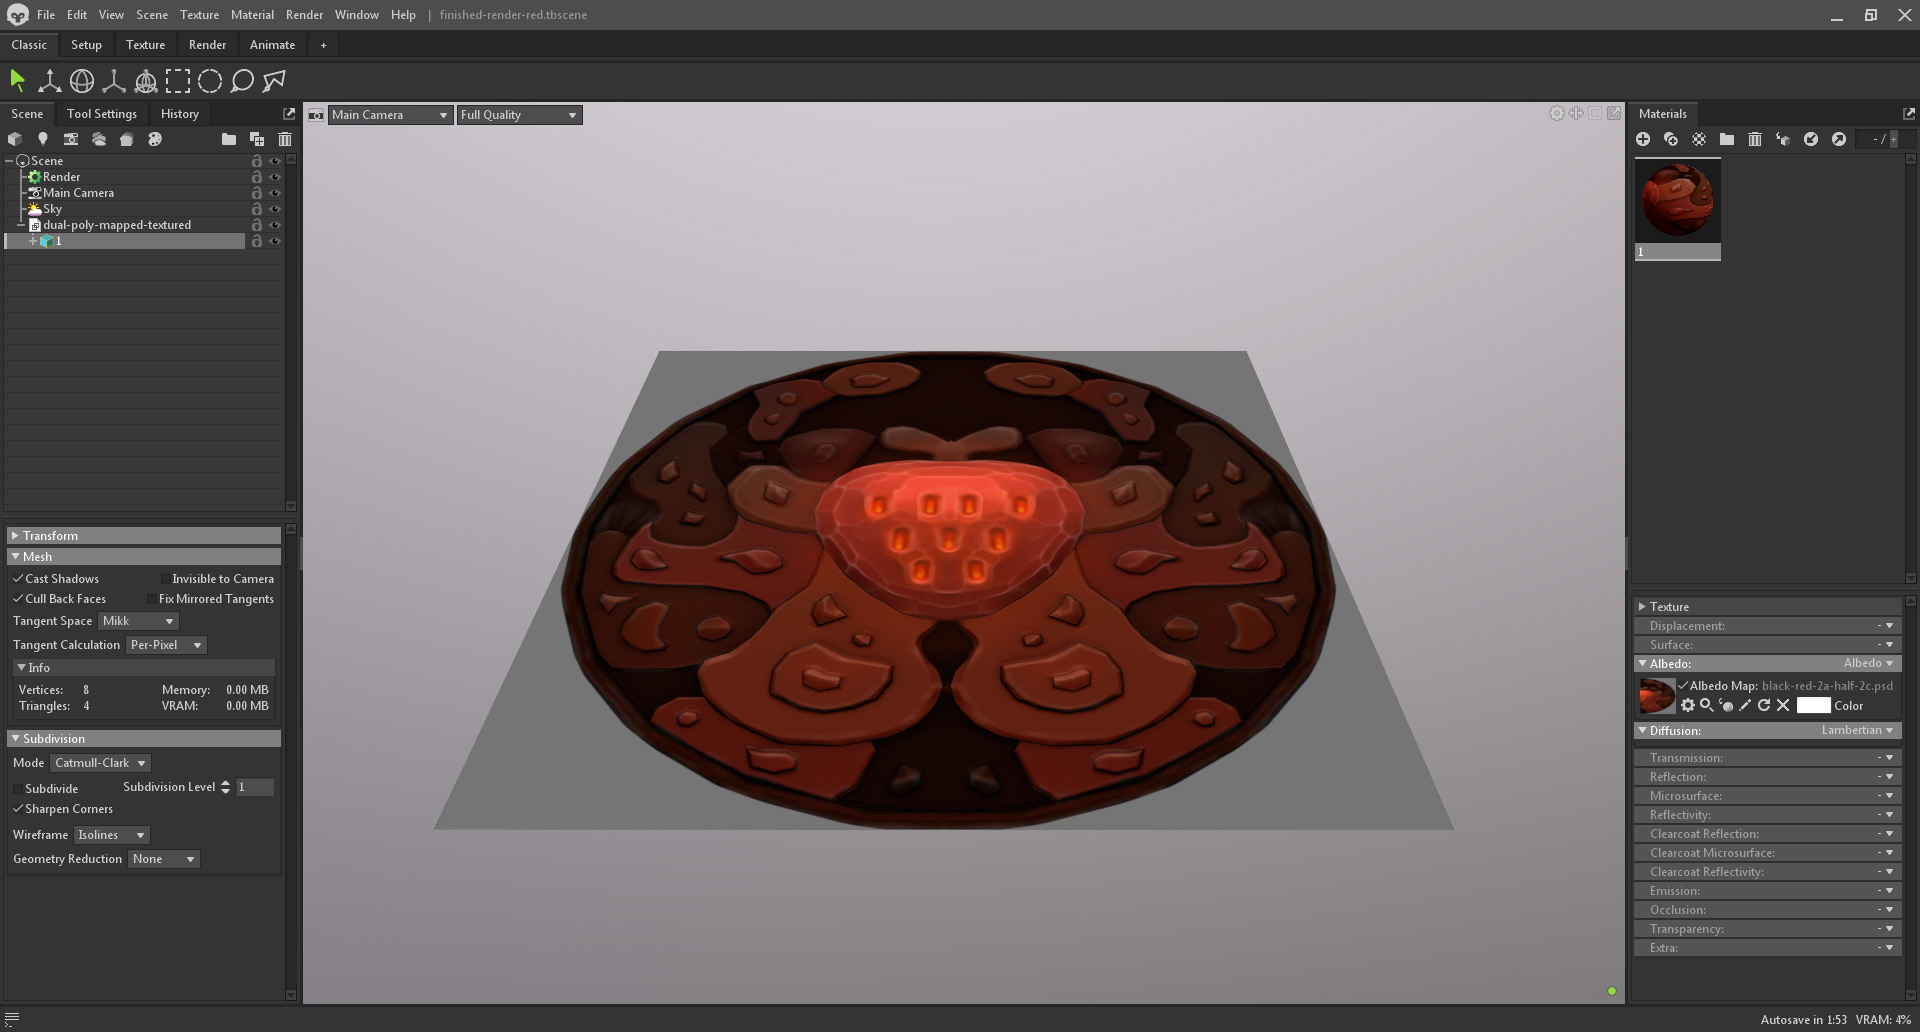 File Edit View Scene Texture Material Render Window Help | finished-render-red.tbscene
Classic Setup Texture Render Animate +
Scene Tool Settings History
Main Camera Full Quality
Materials
- /
Scene
Render
Main Camera
Sky
dual-poly-mapped-textured
1
1
Transform
Mesh
Cast Shadows Invisible to Camera
Cull Back Faces Fix Mirrored Tangents
Tangent Space Mikk
Tangent Calculation Per-Pixel
Info
Vertices: 8 Memory: 0.00 MB
Triangles: 4 VRAM: 0.00 MB
Subdivision
Mode Catmull-Clark
Subdivide Subdivision Level 1
Sharpen Corners
Wireframe Isolines
Geometry Reduction None
Texture
Displacement: -
Surface: -
Albedo: Albedo
Albedo Map: black-red-2a-half-2c.psd
Color
Diffusion: Lambertian
Transmission: -
Reflection: -
Microsurface: -
Reflectivity: -
Clearcoat Reflection: -
Clearcoat Microsurface: -
Clearcoat Reflectivity: -
Emission: -
Occlusion: -
Transparency: -
Extra: -
Autosave in 1:53 VRAM: 4%